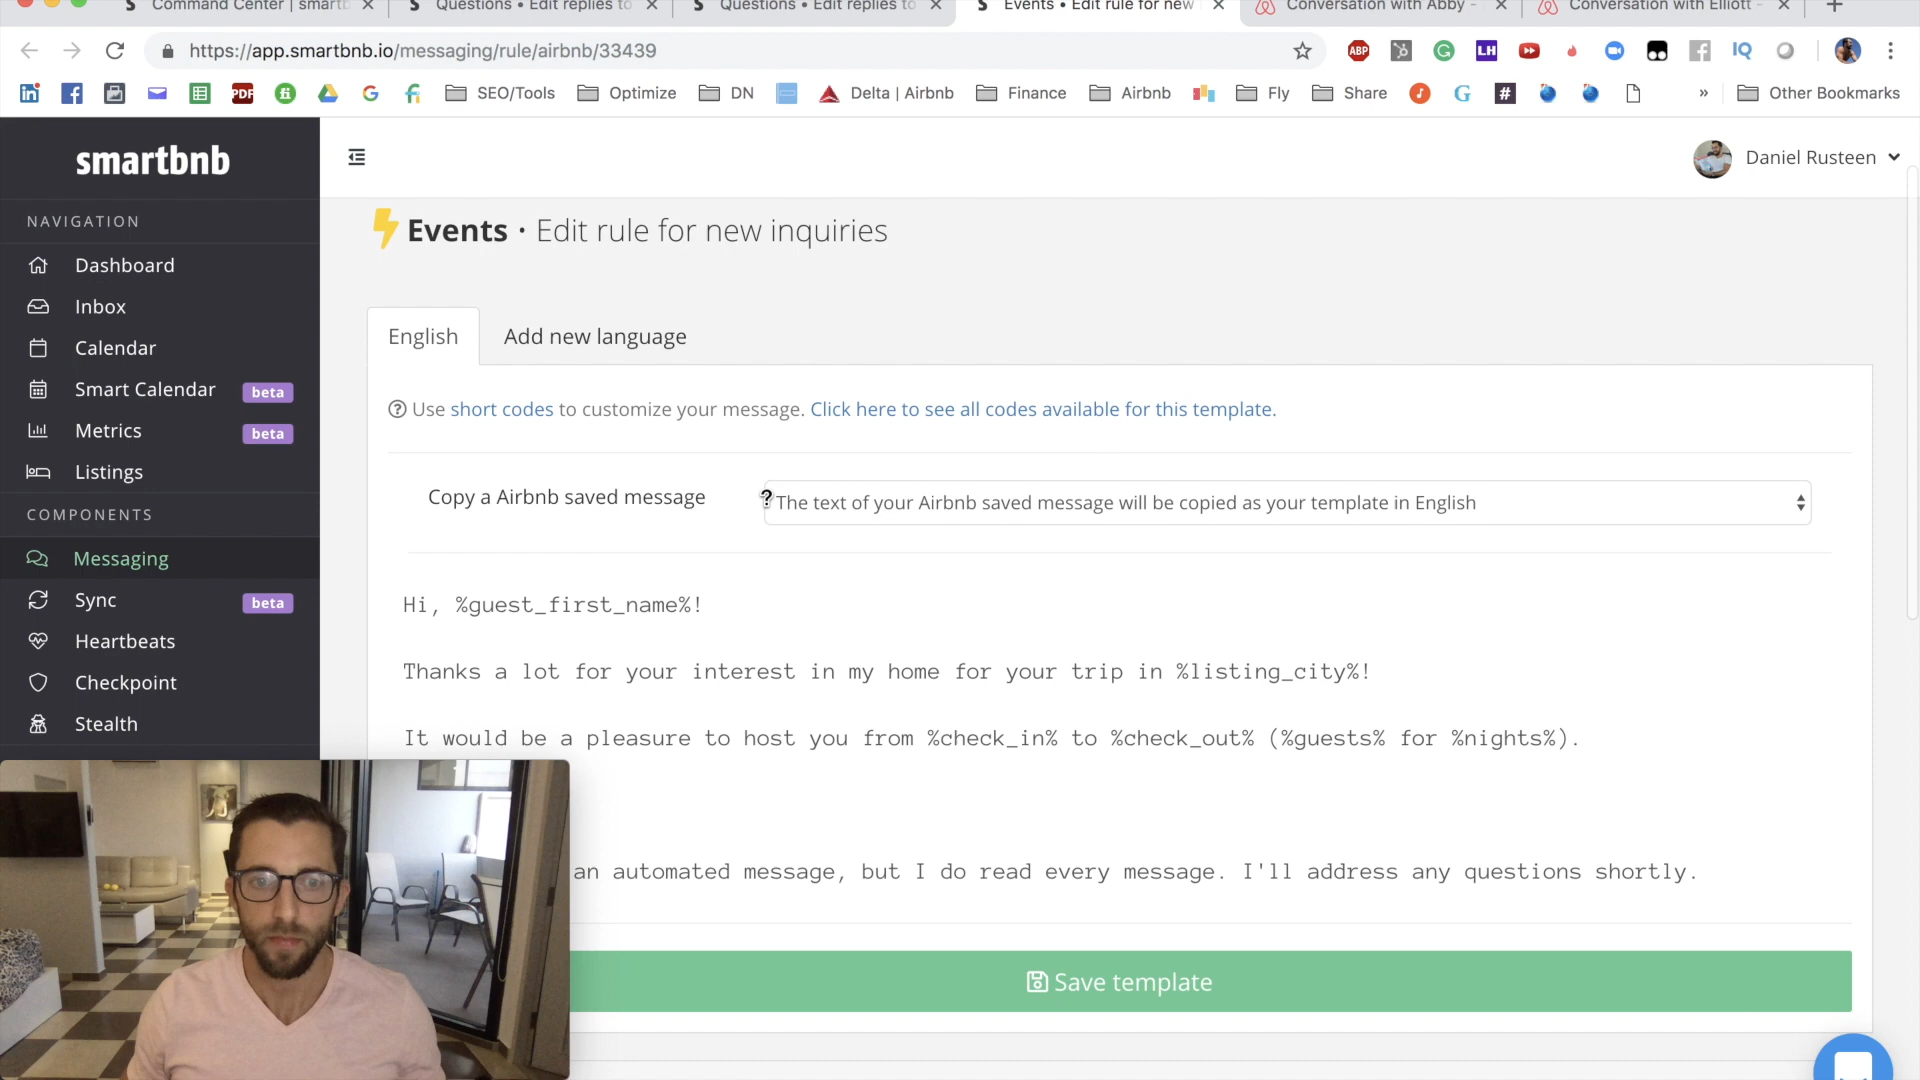 Command Center | smartb
Questions • Edit replies to
Questions • Edit replies to
Events • Edit rule for new
Conversation with Abby -
Conversation with Elliott -
https://app.smartbnb.io/messaging/rule/airbnb/33439
ABP
LH
IQ
PDF
SEO/Tools
Optimize
DN
Delta | Airbnb
Finance
Airbnb
Fly
Share
»
Other Bookmarks
smartbnb
Daniel Rusteen
NAVIGATION
Dashboard
Inbox
Calendar
Smart Calendar beta
Metrics beta
Listings
COMPONENTS
Messaging
Sync beta
Heartbeats
Checkpoint
Stealth
Events · Edit rule for new inquiries
English
Add new language
Use short codes to customize your message. Click here to see all codes available for this template.
Copy a Airbnb saved message
The text of your Airbnb saved message will be copied as your template in English
Hi, %guest_first_name%!
Thanks a lot for your interest in my home for your trip in %listing_city%!
It would be a pleasure to host you from %check_in% to %check_out% (%guests% for %nights%).
an automated message, but I do read every message. I'll address any questions shortly.
Save template